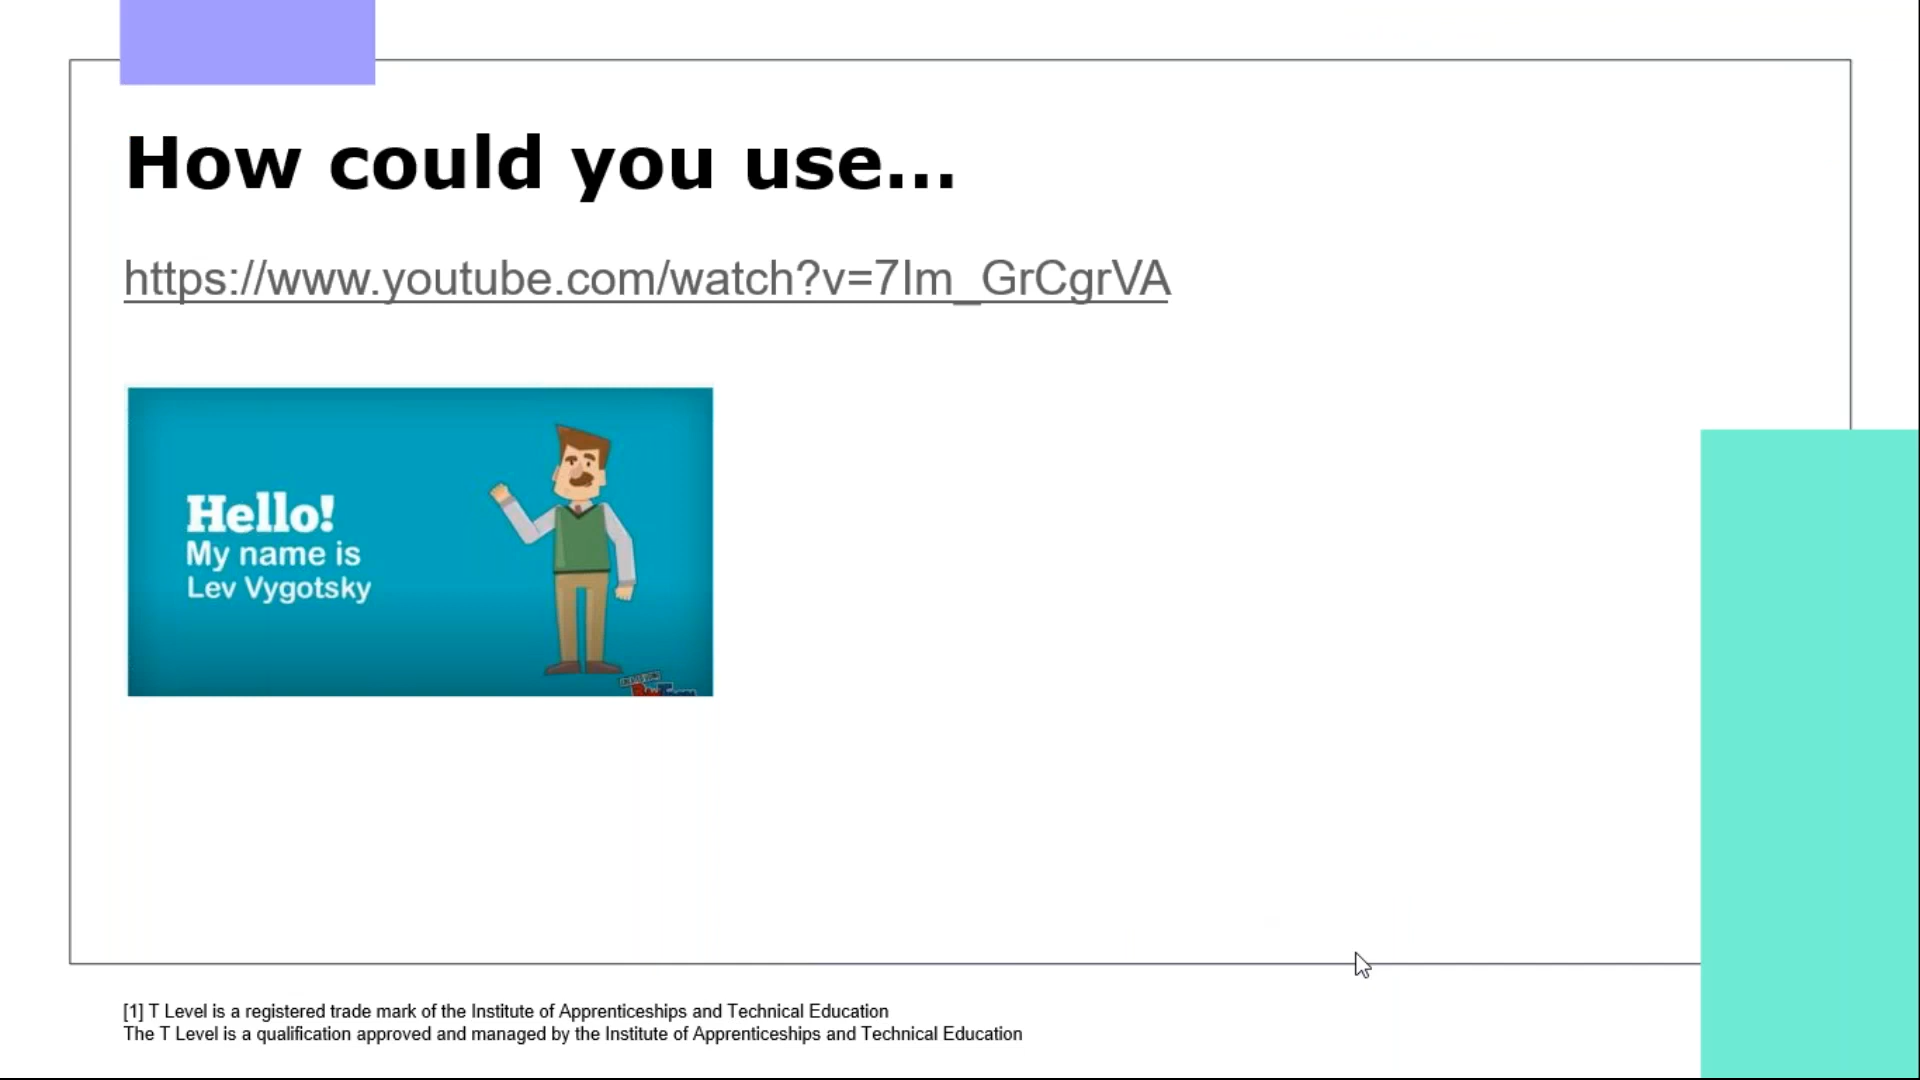 How could you use...
https://www.youtube.com/watch?v=7Im_GrCgrVA
Hello!
My name is
Lev Vygotsky
[1] T Level is a registered trade mark of the Institute of Apprenticeships and Technical Education
The T Level is a qualification approved and managed by the Institute of Apprenticeships and Technical Education